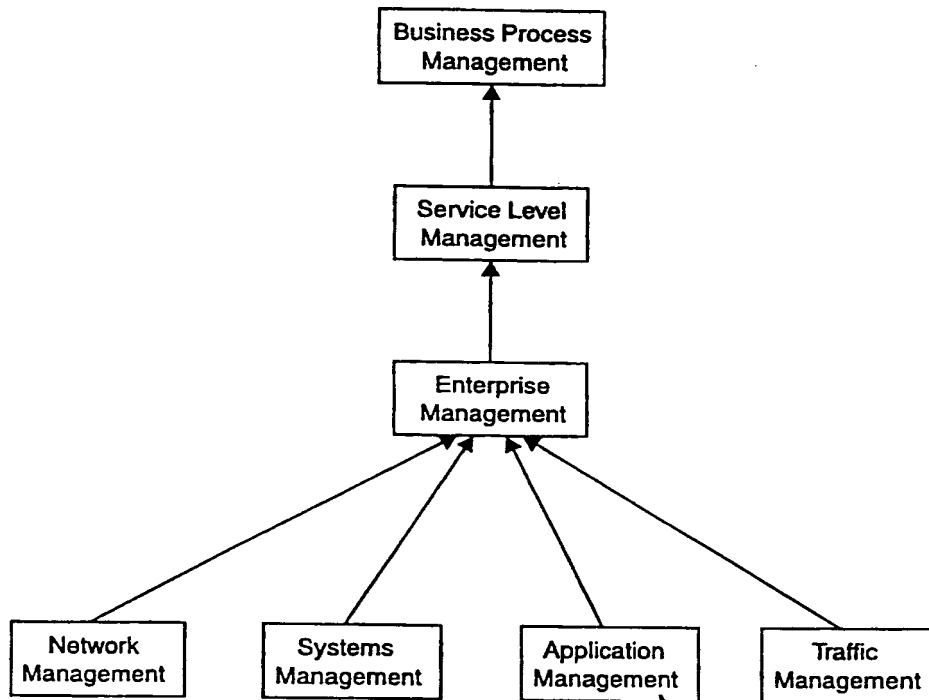 Business Process
Management
Service Level
Management
Enterprise
Management
Network
Management
Systems
Management
Application
Management
Traffic
Management